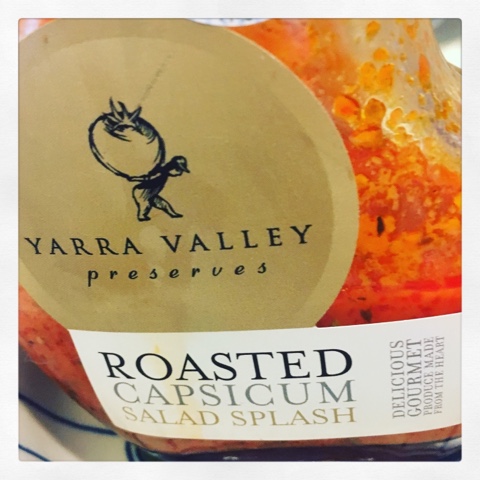 YARRA VALLEY
preserves
ROASTED
CAPSICUM
SALAD SPLASH
DELICIOUS
GOURMET
PRODUCE MADE
FROM THE HEART